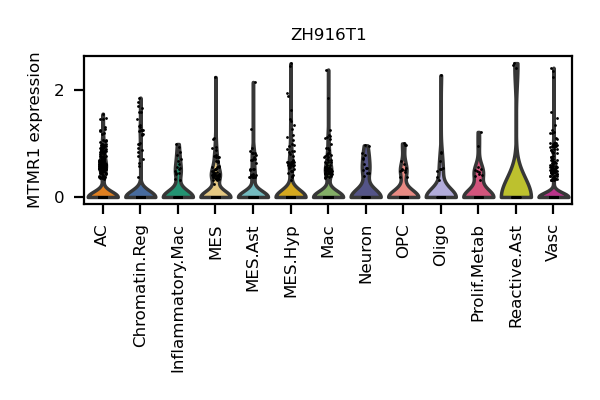 ZH916T1
MTMR1 expression
2
0
AC
Chromatin.Reg
Inflammatory.Mac
MES
MES.Ast
MES.Hyp
Mac
Neuron
OPC
Oligo
Prolif.Metab
Reactive.Ast
Vasc